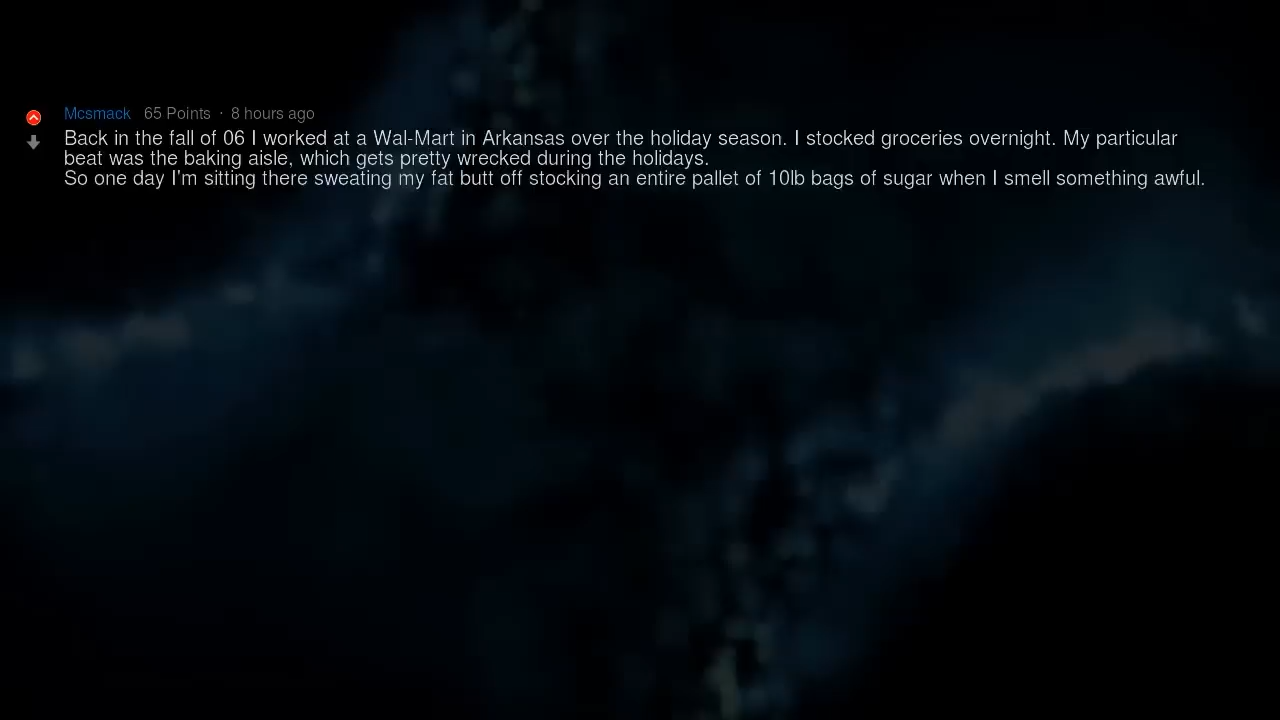 Mcsmack 65 Points · 8 hours ago
Back in the fall of 06 I worked at a Wal-Mart in Arkansas over the holiday season. I stocked groceries overnight. My particular
beat was the baking aisle, which gets pretty wrecked during the holidays.
So one day I'm sitting there sweating my fat butt off stocking an entire pallet of 10lb bags of sugar when I smell something awful.